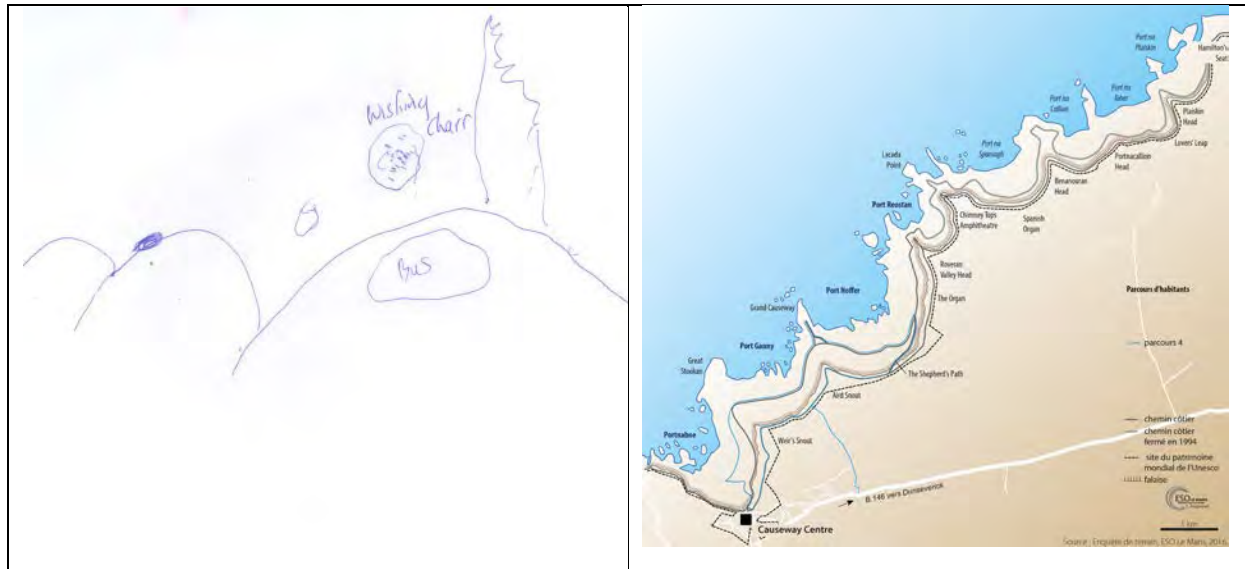 wishing
chair
Bus
Port na
Plaiskin
Hamilton's
Seat
Port na
Tober
Port na
Callian
Plaiskin
Head
Lovers' Leap
Port na
Spaniagh
Lacada
Point
Portnacallion
Head
Benanouran
Head
Port Reostan
Chimney Tops
Amphitheatre
Spanish
Organ
Roveran
Valley Head
Port Noffer
The Organ
Parcours d'habitants
Grand Causeway
Port Ganny
parcours 4
Great
Stookan
The Shepherd's Path
Aird Snout
chemin côtier
chemin côtier
fermé en 1994
Portnaboe
Weir's Snout
site du patrimoine
mondial de l'Unesco
falaise
B 146 vers Dunseverick
ESO
Causeway Centre
1 km
Source : Enquête de terrain, ESO Le Mans, 2016